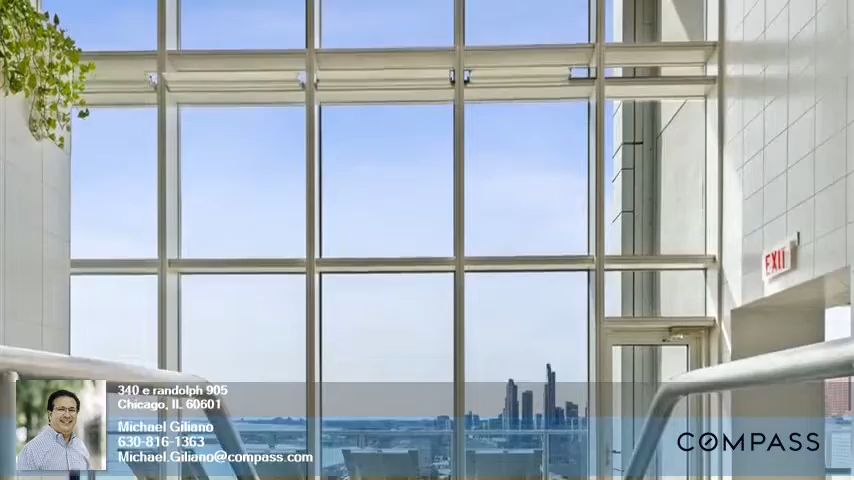 EXIT
340 e randolph 905
Chicago, IL 60601
Michael Giliano
630-816-1363
Michael.Giliano@compass.com
COMPASS